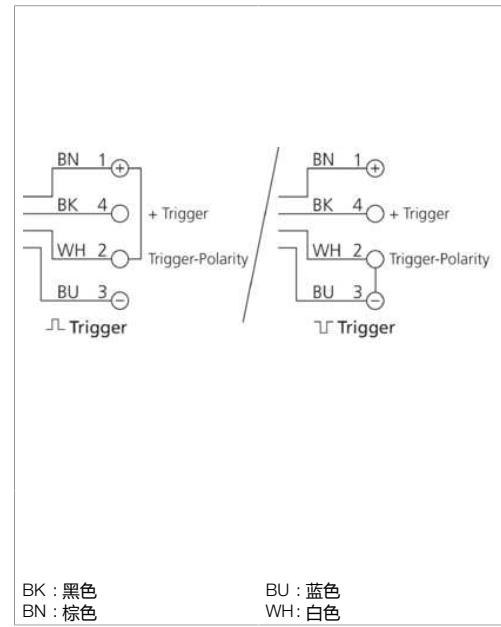 BN 1 +
BK 4 + Trigger
WH 2 Trigger-Polarity
BU 3 −
Trigger
BN 1 +
BK 4 + Trigger
WH 2 Trigger-Polarity
BU 3 −
Trigger
BK : 黑色
BN : 棕色
BU : 蓝色
WH: 白色